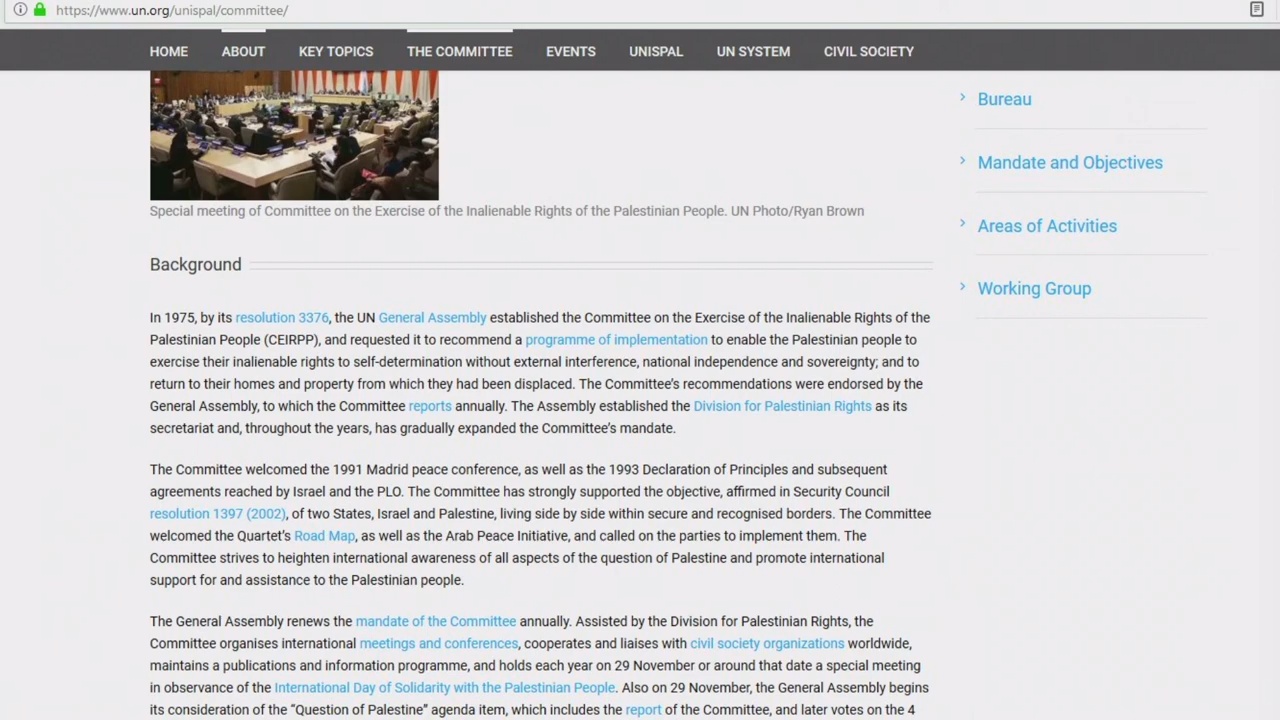 https://www.un.org/unispal/committee/
HOME ABOUT KEY TOPICS THE COMMITTEE EVENTS UNISPAL UN SYSTEM CIVIL SOCIETY
Special meeting of Committee on the Exercise of the Inalienable Rights of the Palestinian People. UN Photo/Ryan Brown
Background
In 1975, by its resolution 3376, the UN General Assembly established the Committee on the Exercise of the Inalienable Rights of the
Palestinian People (CEIRPP), and requested it to recommend a programme of implementation to enable the Palestinian people to
exercise their inalienable rights to self-determination without external interference, national independence and sovereignty; and to
return to their homes and property from which they had been displaced. The Committee's recommendations were endorsed by the
General Assembly, to which the Committee reports annually. The Assembly established the Division for Palestinian Rights as its
secretariat and, throughout the years, has gradually expanded the Committee's mandate.
The Committee welcomed the 1991 Madrid peace conference, as well as the 1993 Declaration of Principles and subsequent
agreements reached by Israel and the PLO. The Committee has strongly supported the objective, affirmed in Security Council
resolution 1397 (2002), of two States, Israel and Palestine, living side by side within secure and recognised borders. The Committee
welcomed the Quartet's Road Map, as well as the Arab Peace Initiative, and called on the parties to implement them. The
Committee strives to heighten international awareness of all aspects of the question of Palestine and promote international
support for and assistance to the Palestinian people.
The General Assembly renews the mandate of the Committee annually. Assisted by the Division for Palestinian Rights, the
Committee organises international meetings and conferences, cooperates and liaises with civil society organizations worldwide,
maintains a publications and information programme, and holds each year on 29 November or around that date a special meeting
in observance of the International Day of Solidarity with the Palestinian People. Also on 29 November, the General Assembly begins
its consideration of the “Question of Palestine” agenda item, which includes the report of the Committee, and later votes on the 4
Bureau
Mandate and Objectives
Areas of Activities
Working Group